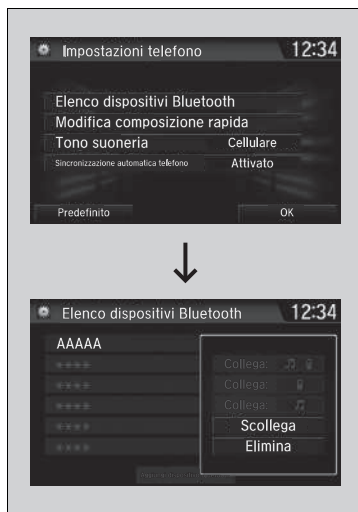 Impostazioni telefono 12:34
Elenco dispositivi Bluetooth
Modifica composizione rapida
Tono suoneria Cellulare
Sincronizzazione automatica telefono Attivato
Predefinito OK
Elenco dispositivi Bluetooth 12:34
AAAAA
**** Collega:
**** Collega:
**** Collega:
**** Scollega
**** Elimina